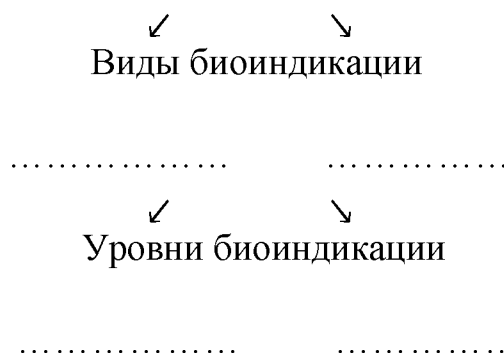 ↙ ↘
Виды биоиндикации
……………… ……………
↙ ↘
Уровни биоиндикации
……………… ……………